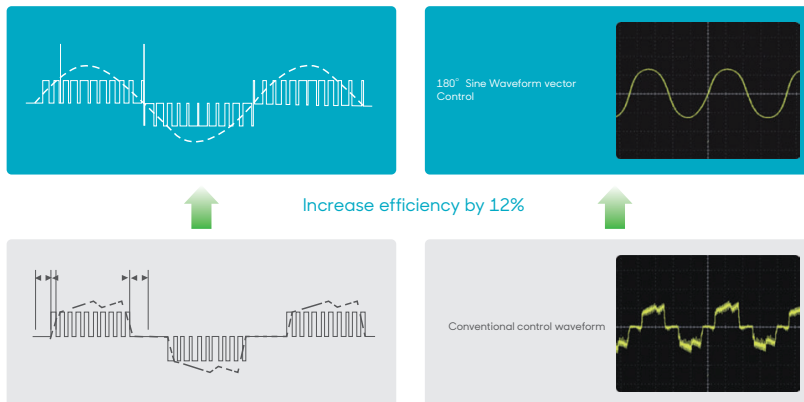 180° Sine Waveform vector
Control
Increase efficiency by 12%
Conventional control waveform